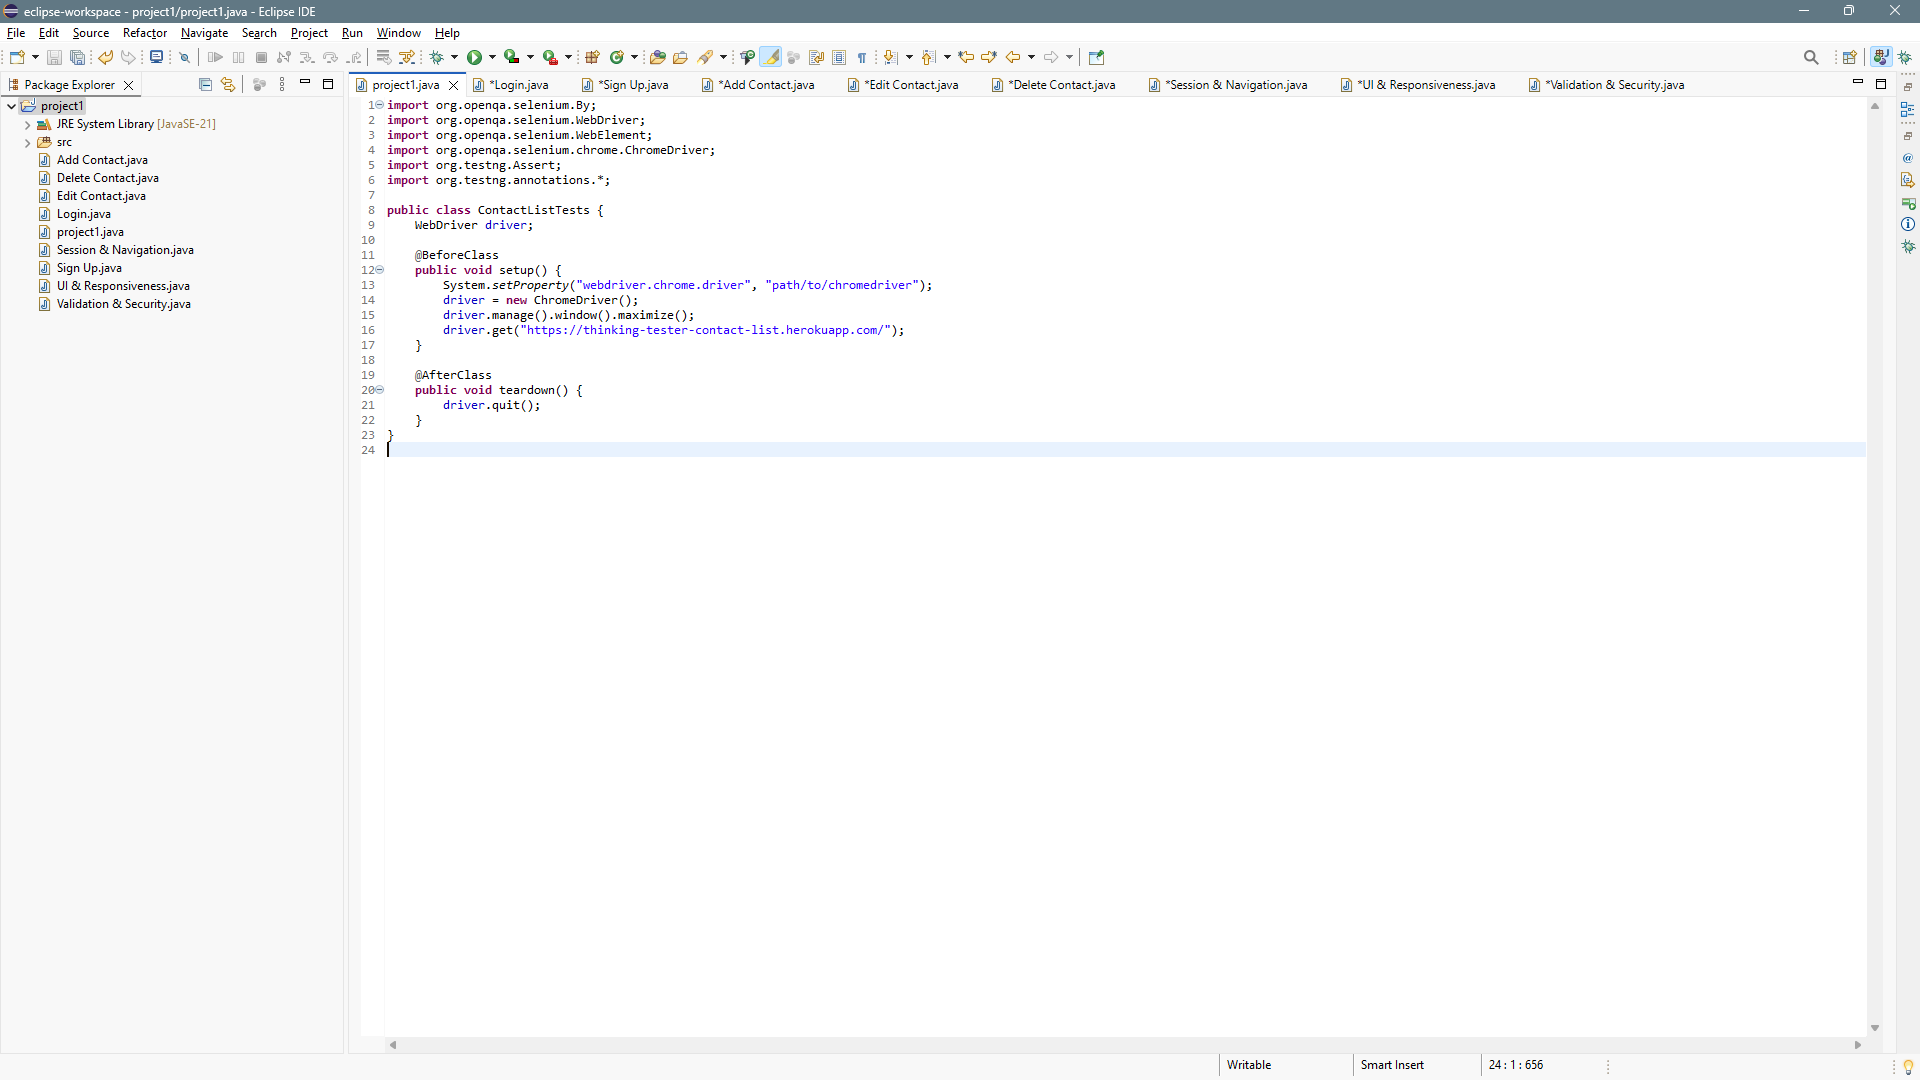 eclipse-workspace - project1/project1.java - Eclipse IDE
File Edit Source Refactor Navigate Search Project Run Window Help
Package Explorer
project1.java *Login.java *Sign Up.java *Add Contact.java *Edit Contact.java *Delete Contact.java *Session & Navigation.java *UI & Responsiveness.java *Validation & Security.java
project1
JRE System Library [JavaSE-21]
src
Add Contact.java
Delete Contact.java
Edit Contact.java
Login.java
project1.java
Session & Navigation.java
Sign Up.java
UI & Responsiveness.java
Validation & Security.java
1 import org.openqa.selenium.By;
2 import org.openqa.selenium.WebDriver;
3 import org.openqa.selenium.WebElement;
4 import org.openqa.selenium.chrome.ChromeDriver;
5 import org.testng.Assert;
6 import org.testng.annotations.*;
7
8 public class ContactListTests {
9     WebDriver driver;
10
11     @BeforeClass
12     public void setup() {
13         System.setProperty("webdriver.chrome.driver", "path/to/chromedriver");
14         driver = new ChromeDriver();
15         driver.manage().window().maximize();
16         driver.get("https://thinking-tester-contact-list.herokuapp.com/");
17     }
18
19     @AfterClass
20     public void teardown() {
21         driver.quit();
22     }
23 }
24
Writable Smart Insert 24 : 1 : 656